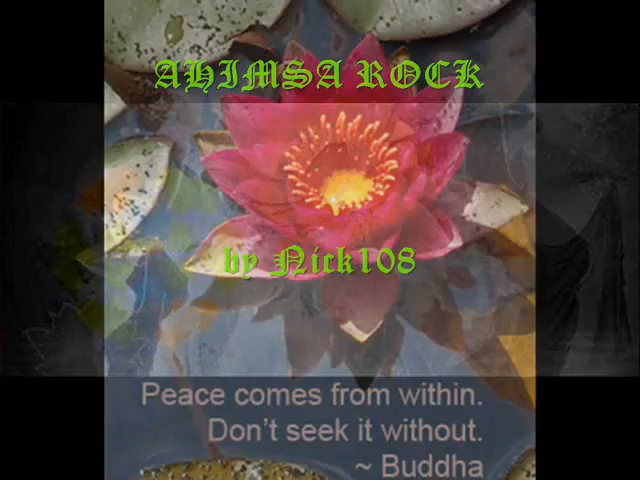 AHIMSA ROCK
by Nick108
Peace comes from within.
Don't seek it without.
~ Buddha